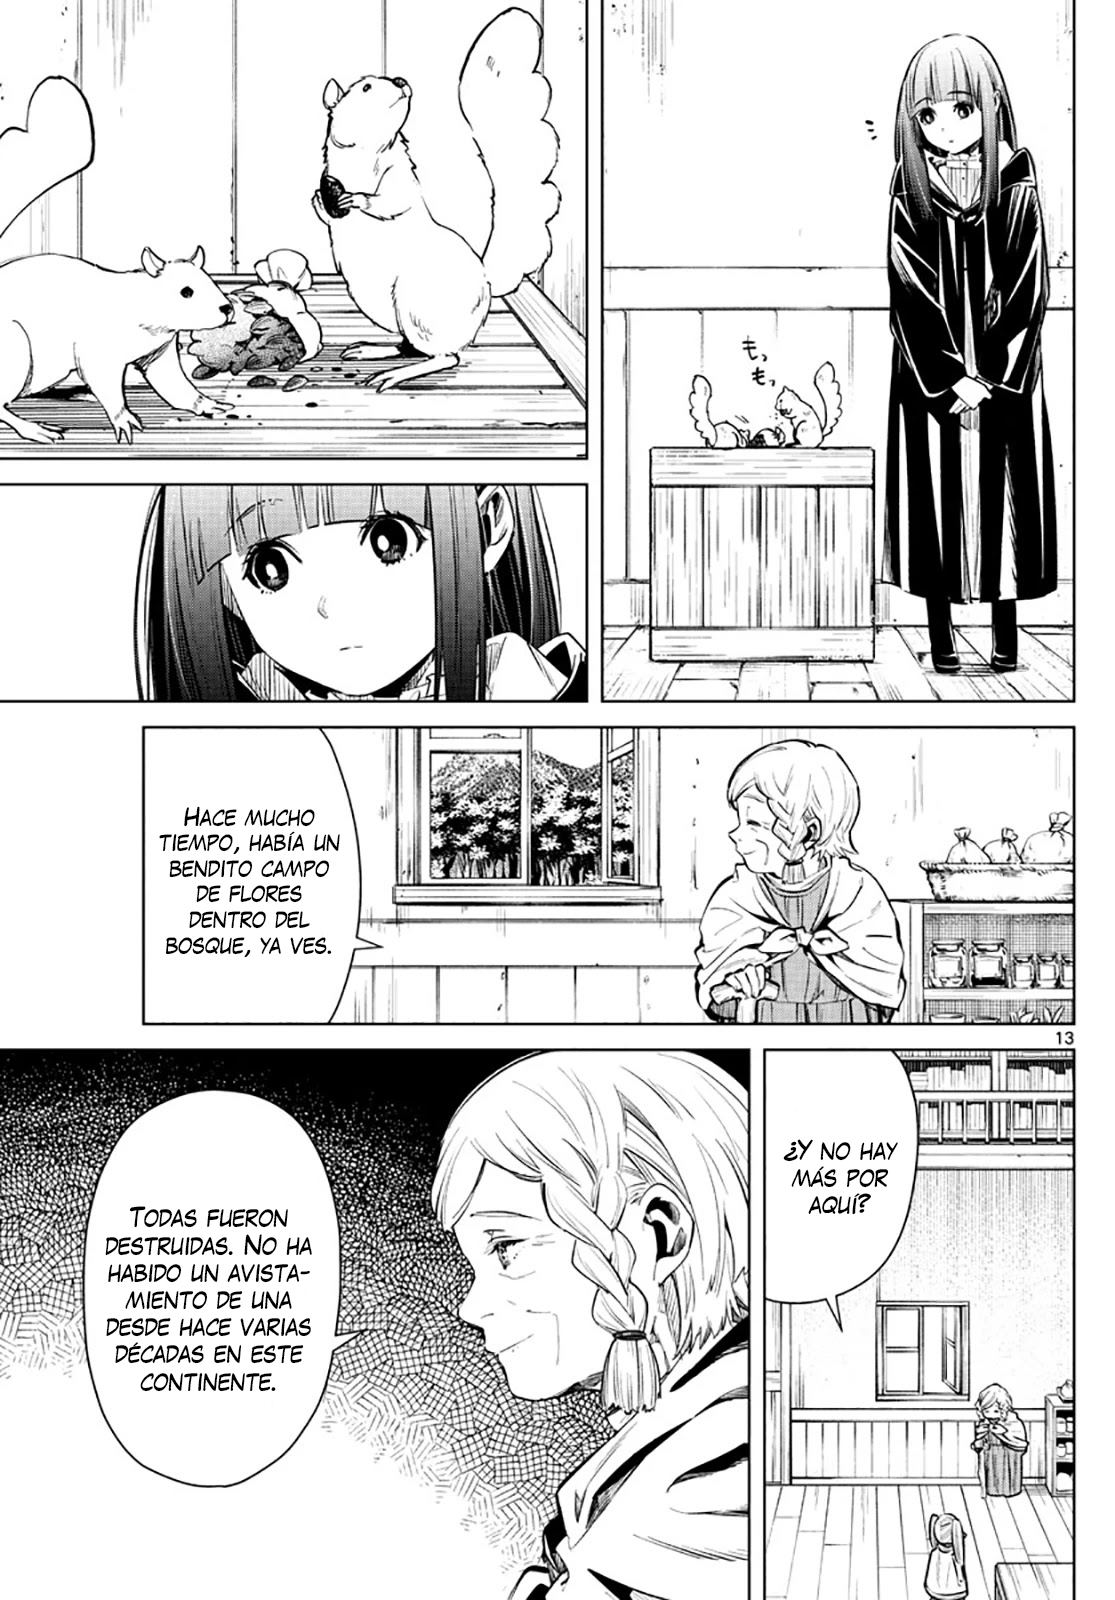 もっ
もっ
HACE MUCHO
TIEMPO, HABÍA UN
BENDITO CAMPO
DE FLORES
DENTRO DEL
BOSQUE, YA VES.
13
¿Y NO HAY
MÁS POR
AQUÍ?
TODAS FUERON
DESTRUIDAS. NO HA
HABIDO UN AVISTA-
MIENTO DE UNA
DESDE HACE VARIAS
DÉCADAS EN ESTE
CONTINENTE.